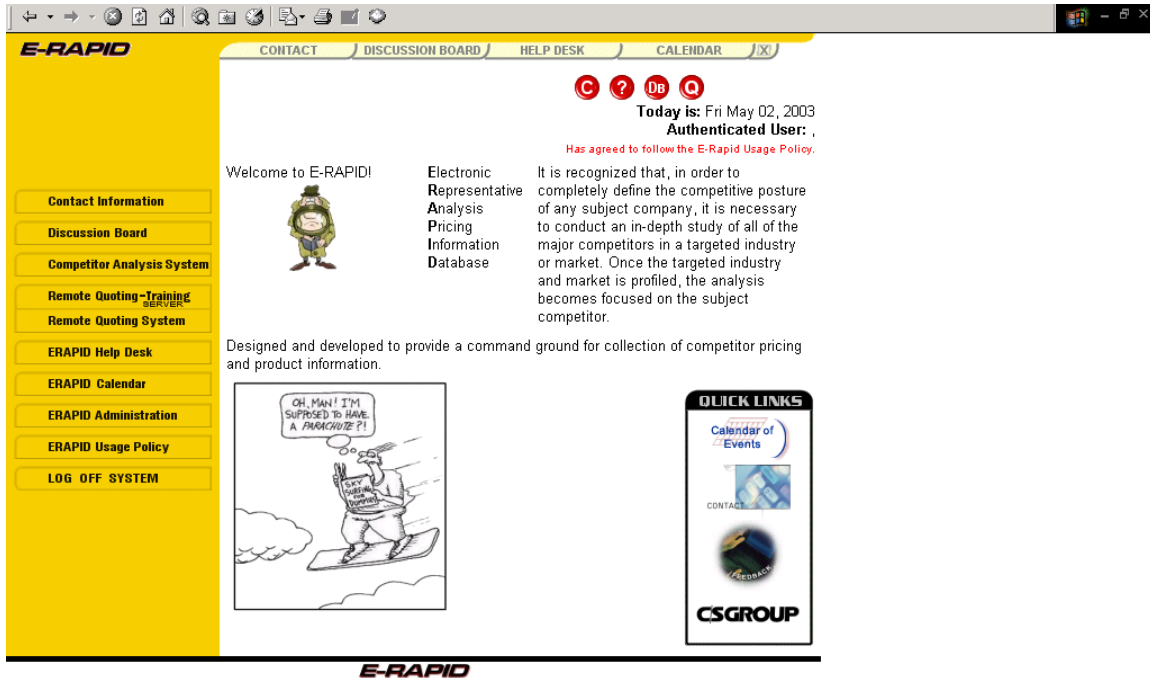 E-RAPID
CONTACT
DISCUSSION BOARD
HELP DESK
CALENDAR
X
C ? DB Q
Today is: Fri May 02, 2003
Authenticated User: ,
Has agreed to follow the E-Rapid Usage Policy.
Contact Information
Discussion Board
Competitor Analysis System
Remote Quoting-Training
SERVER
Remote Quoting System
ERAPID Help Desk
ERAPID Calendar
ERAPID Administration
ERAPID Usage Policy
LOG OFF SYSTEM
Welcome to E-RAPID!
Electronic
Representative
Analysis
Pricing
Information
Database
It is recognized that, in order to
completely define the competitive posture
of any subject company, it is necessary
to conduct an in-depth study of all of the
major competitors in a targeted industry
or market. Once the targeted industry
and market is profiled, the analysis
becomes focused on the subject
competitor.
Designed and developed to provide a command ground for collection of competitor pricing
and product information.
OH, MAN! I'M
SUPPOSED TO HAVE
A PARACHUTE?!
SKY
SURFING
FOR
DUMMIES
QUICK LINKS
Calendar of
Events
CONTACT
FEEDBACK
CSGROUP
E-RAPID